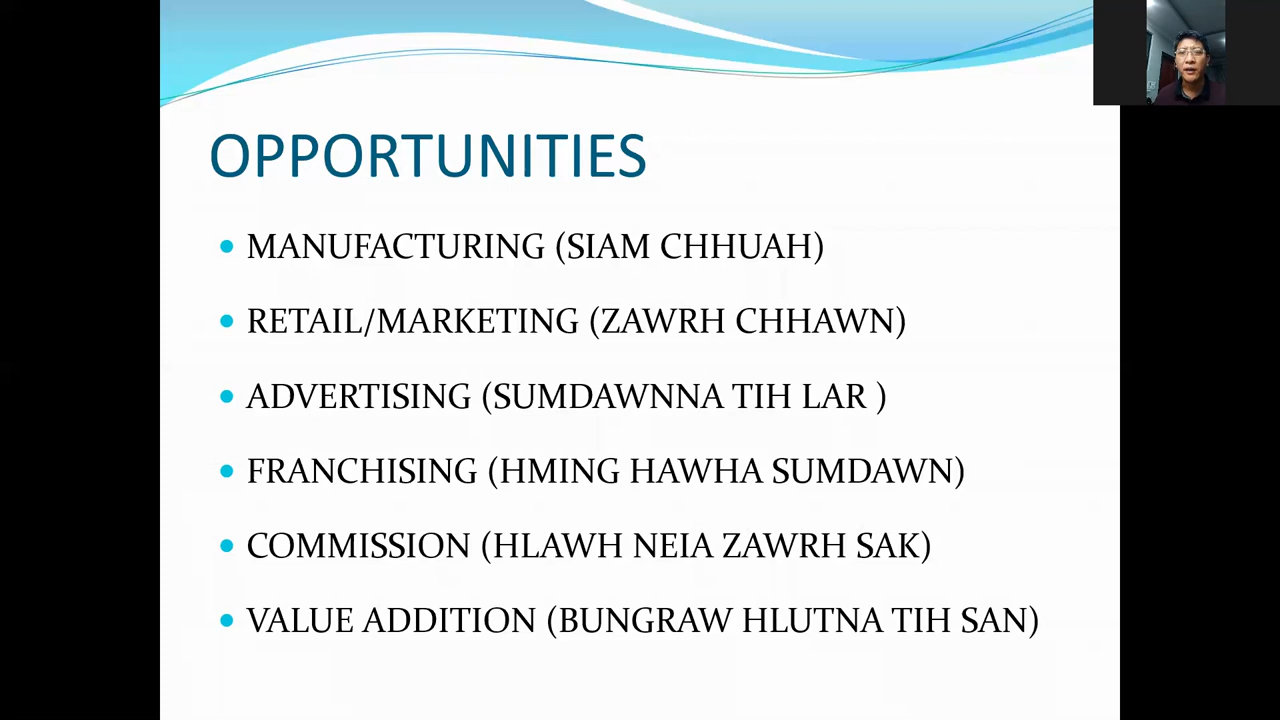 OPPORTUNITIES
MANUFACTURING (SIAM CHHUAH)
RETAIL/MARKETING (ZAWRH CHHAWN)
ADVERTISING (SUMDAWNNA TIH LAR )
FRANCHISING (HMING HAWHA SUMDAWN)
COMMISSION (HLAWH NEIA ZAWRH SAK)
VALUE ADDITION (BUNGRAW HLUTNA TIH SAN)